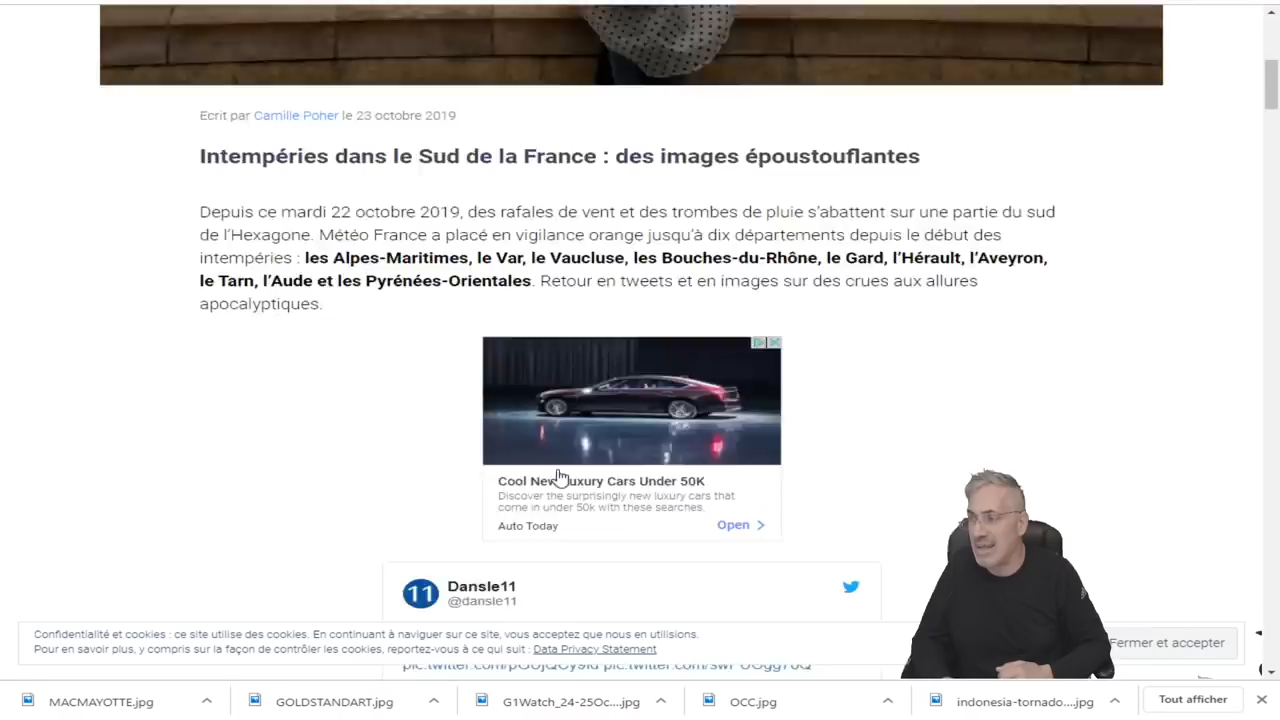 Ecrit par Camille Poher le 23 octobre 2019
Intempéries dans le Sud de la France : des images époustouflantes
Depuis ce mardi 22 octobre 2019, des rafales de vent et des trombes de pluie s’abattent sur une partie du sud
de l’Hexagone. Météo France a placé en vigilance orange jusqu’à dix départements depuis le début des
intempéries : les Alpes-Maritimes, le Var, le Vaucluse, les Bouches-du-Rhône, le Gard, l’Hérault, l’Aveyron,
le Tarn, l’Aude et les Pyrénées-Orientales. Retour en tweets et en images sur des crues aux allures
apocalyptiques.
Cool New Luxury Cars Under 50K
Discover the surprisingly new luxury cars that
come in under 50k with these searches.
Auto Today
Open
11
Dansle11
@dansle11
Confidentialité et cookies : ce site utilise des cookies. En continuant à naviguer sur ce site, vous acceptez que nous en utilisions.
Pour en savoir plus, y compris sur la façon de contrôler les cookies, reportez-vous à ce qui suit : Data Privacy Statement
Fermer et accepter
MACMAYOTTE.jpg
GOLDSTANDART.jpg
G1Watch_24-25Oc....jpg
OCC.jpg
indonesia-tornado....jpg
Tout afficher